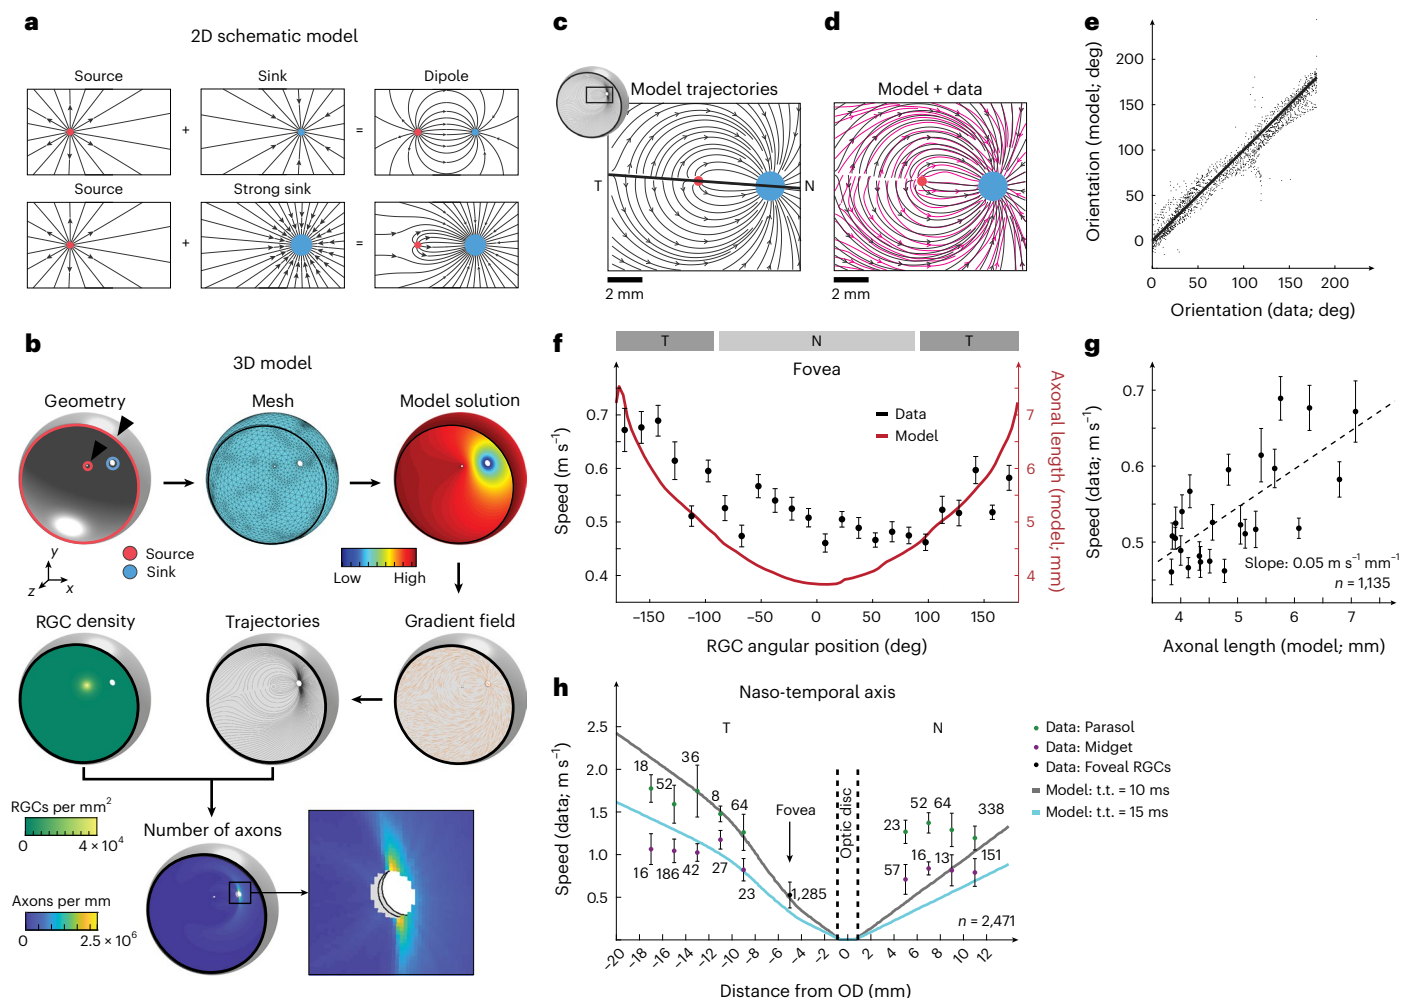 a
2D schematic model
Source
Sink
Dipole
+
=
Source
Strong sink
+
=
b
3D model
Geometry
Mesh
Model solution
Source
Sink
y
z
x
Low
High
RGC density
Trajectories
Gradient field
RGCs per mm²
0
4 × 10⁴
Number of axons
Axons per mm
0
2.5 × 10⁶
c
Model trajectories
T
N
2 mm
d
Model + data
2 mm
e
Orientation (model; deg)
200
150
100
50
0
0
50
100
150
200
Orientation (data; deg)
f
T
N
T
Fovea
Speed (m s⁻¹)
0.7
0.6
0.5
0.4
Data
Model
7
6
5
4
Axonal length (model; mm)
−150
−100
−50
0
50
100
150
RGC angular position (deg)
g
Speed (data; m s⁻¹)
0.7
0.6
0.5
Slope: 0.05 m s⁻¹ mm⁻¹
n = 1,135
4
5
6
7
Axonal length (model; mm)
h
Naso-temporal axis
T
N
Speed (data; m s⁻¹)
2.5
2.0
1.5
1.0
0.5
18
52
36
8
64
16
186
42
27
23
Fovea
1,285
Optic disc
23
52
64
338
57
16
13
151
n = 2,471
−20
−18
−16
−14
−12
−10
−8
−6
−4
−2
0
2
4
6
8
10
12
Distance from OD (mm)
Data: Parasol
Data: Midget
Data: Foveal RGCs
Model: t.t. = 10 ms
Model: t.t. = 15 ms